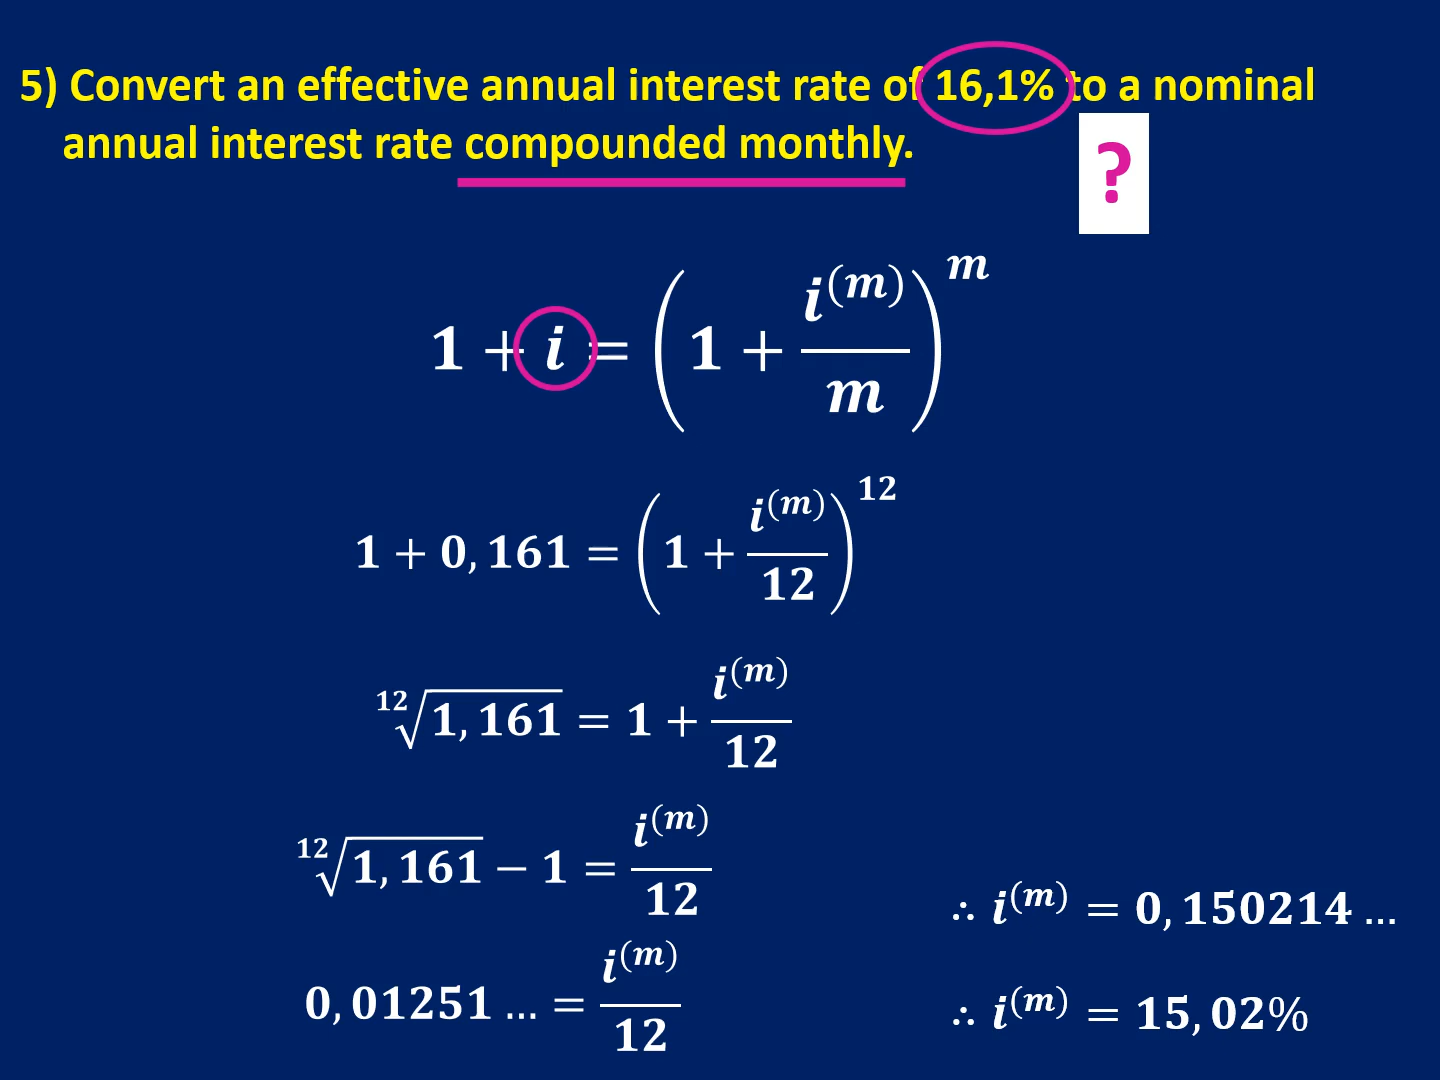 5) Convert an effective annual interest rate of 16,1% to a nominal
annual interest rate compounded monthly.
?
1 + i = (1 + i^(m)/m)^m
1 + 0,161 = (1 + i^(m)/12)^12
¹²√1,161 = 1 + i^(m)/12
¹²√1,161 − 1 = i^(m)/12
0,01251 … = i^(m)/12
∴ i^(m) = 0,150214 …
∴ i^(m) = 15,02%